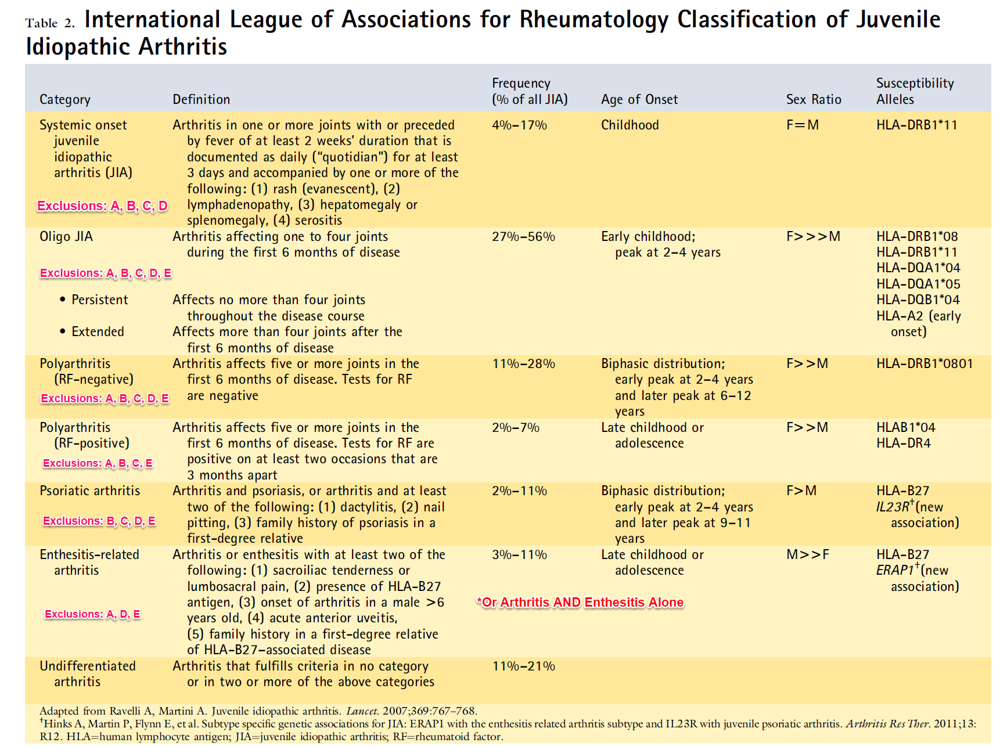 Table 2. International League of Associations for Rheumatology Classification of Juvenile
Idiopathic Arthritis
Category
Definition
Frequency
(% of all JIA)
Age of Onset
Sex Ratio
Susceptibility
Alleles
Systemic onset
juvenile
idiopathic
arthritis (JIA)
Exclusions: A, B, C, D
Arthritis in one or more joints with or preceded
by fever of at least 2 weeks’ duration that is
documented as daily (“quotidian”) for at least
3 days and accompanied by one or more of the
following: (1) rash (evanescent), (2)
lymphadenopathy, (3) hepatomegaly or
splenomegaly, (4) serositis
4%–17%
Childhood
F=M
HLA-DRB1*11
Oligo JIA
Exclusions: A, B, C, D, E
Arthritis affecting one to four joints
during the first 6 months of disease
27%–56%
Early childhood;
peak at 2–4 years
F>>>M
HLA-DRB1*08
HLA-DRB1*11
HLA-DQA1*04
HLA-DQA1*05
HLA-DQB1*04
HLA-A2 (early
onset)
• Persistent
Affects no more than four joints
throughout the disease course
• Extended
Affects more than four joints after the
first 6 months of disease
Polyarthritis
(RF-negative)
Exclusions: A, B, C, D, E
Arthritis affects five or more joints in the
first 6 months of disease. Tests for RF
are negative
11%–28%
Biphasic distribution;
early peak at 2–4 years
and later peak at 6–12
years
F>>M
HLA-DRB1*0801
Polyarthritis
(RF-positive)
Exclusions: A, B, C, E
Arthritis affects five or more joints in the
first 6 months of disease. Tests for RF are
positive on at least two occasions that are
3 months apart
2%–7%
Late childhood or
adolescence
F>>M
HLAB1*04
HLA-DR4
Psoriatic arthritis
Exclusions: B, C, D, E
Arthritis and psoriasis, or arthritis and at least
two of the following: (1) dactylitis, (2) nail
pitting, (3) family history of psoriasis in a
first-degree relative
2%–11%
Biphasic distribution;
early peak at 2–4 years
and later peak at 9–11
years
F>M
HLA-B27
IL23R†(new
association)
Enthesitis-related
arthritis
Exclusions: A, D, E
Arthritis or enthesitis with at least two of the
following: (1) sacroiliac tenderness or
lumbosacral pain, (2) presence of HLA-B27
antigen, (3) onset of arthritis in a male >6
years old, (4) acute anterior uveitis,
(5) family history in a first-degree relative
of HLA-B27–associated disease
3%–11%
Late childhood or
adolescence
*Or Arthritis AND Enthesitis Alone
M>>F
HLA-B27
ERAP1†(new
association)
Undifferentiated
arthritis
Arthritis that fulfills criteria in no category
or in two or more of the above categories
11%–21%
Adapted from Ravelli A, Martini A. Juvenile idiopathic arthritis. Lancet. 2007;369:767–768.
†Hinks A, Martin P, Flynn E, et al. Subtype specific genetic associations for JIA: ERAP1 with the enthesitis related arthritis subtype and IL23R with juvenile psoriatic arthritis. Arthritis Res Ther. 2011;13:
R12. HLA=human lymphocyte antigen; JIA=juvenile idiopathic arthritis; RF=rheumatoid factor.